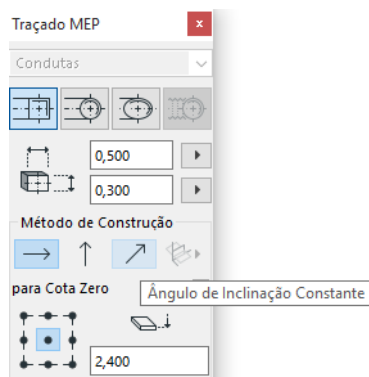 Traçado MEP
x
Condutas
0,500
0,300
Método de Construção
para Cota Zero
Ângulo de Inclinação Constante
2,400